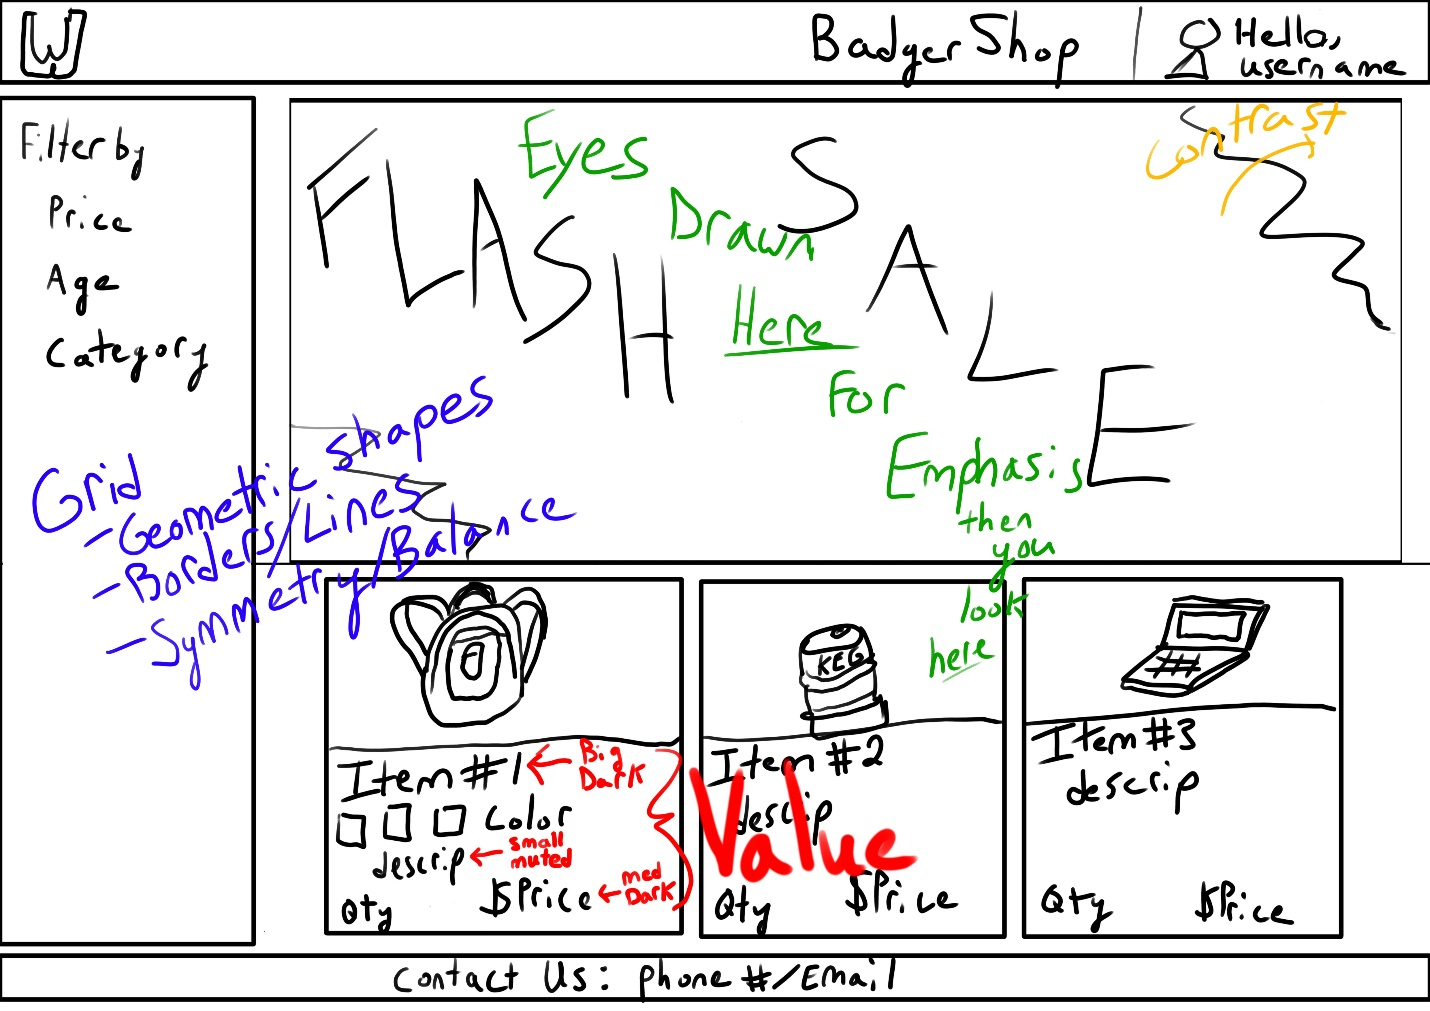 W
Badger Shop
Hello,
username
Filter by
Price
Age
Category
FLASH SALE
Eyes
Drawn
Here
For
Emphasis
then
you
look
here
Contrast
Grid
- Geometric shapes
- Borders/Lines
- Symmetry/Balance
Item #1
Big
Dark
Color
descrip
small
muted
Qty
$Price
med
Dark
Value
KEG
Item #2
descrip
Qty
$Price
Item #3
descrip
Qty
$Price
Contact Us: phone #/Email